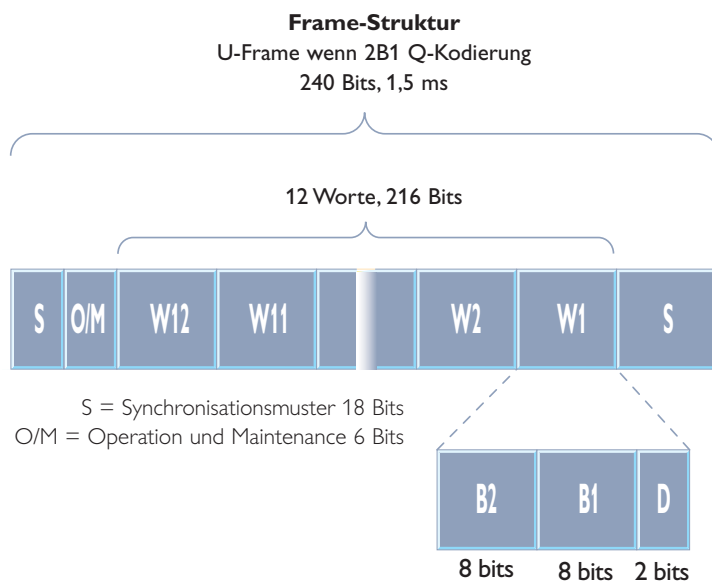 Frame-Struktur
U-Frame wenn 2B1 Q-Kodierung
240 Bits, 1,5 ms
12 Worte, 216 Bits
S O/M W12 W11 W2 W1 S
S = Synchronisationsmuster 18 Bits
O/M = Operation und Maintenance 6 Bits
B2 B1 D
8 bits 8 bits 2 bits